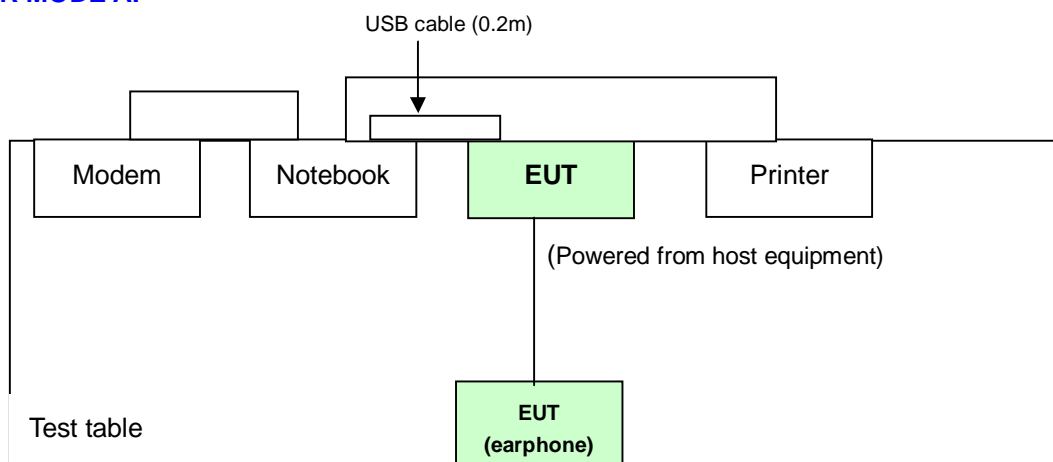 USB cable (0.2m)
Modem
Notebook
EUT
Printer
(Powered from host equipment)
Test table
EUT
(earphone)